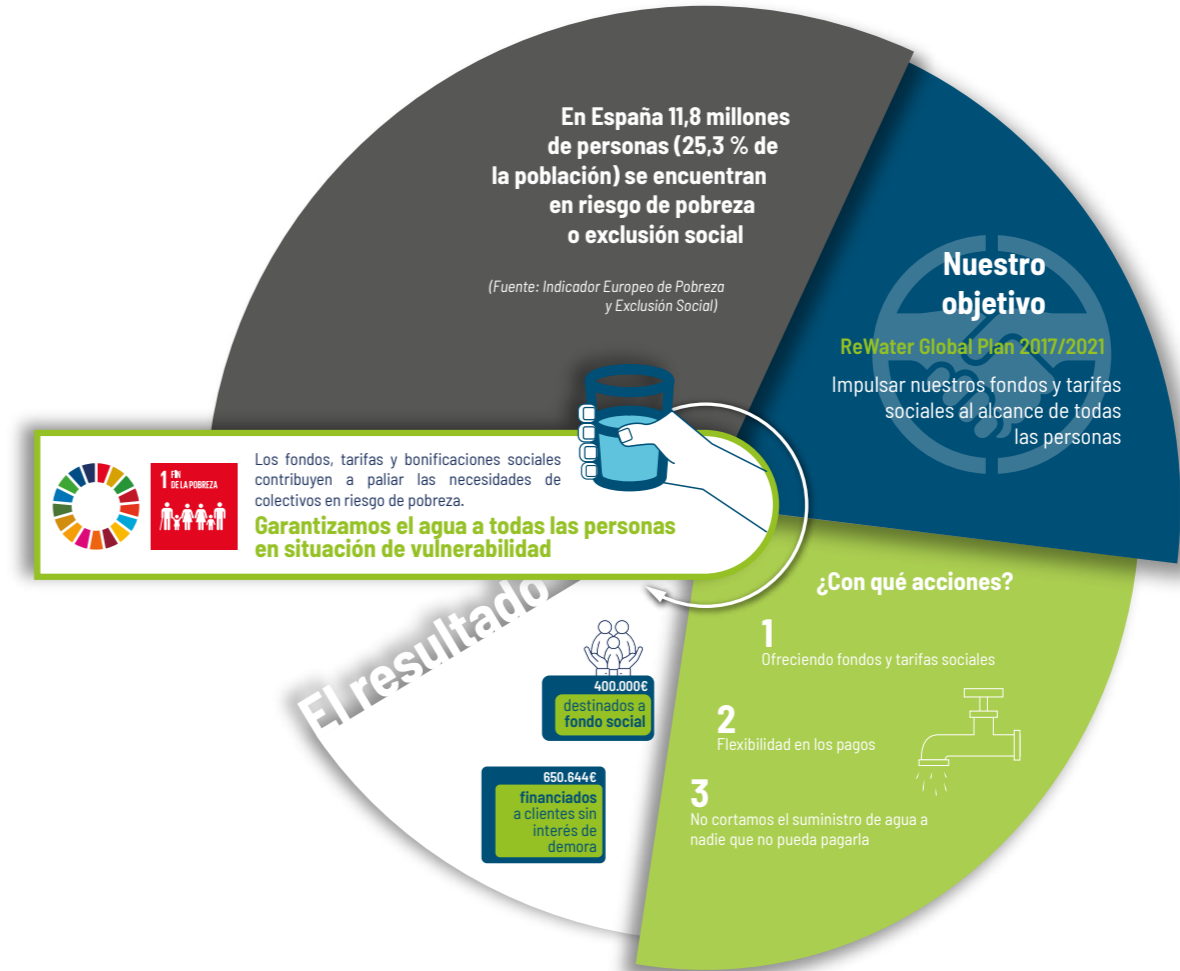 En España 11,8 millones
de personas (25,3 % de
la población) se encuentran
en riesgo de pobreza
o exclusión social
(Fuente: Indicador Europeo de Pobreza
y Exclusión Social)
Nuestro
objetivo
ReWater Global Plan 2017/2021
Impulsar nuestros fondos y tarifas
sociales al alcance de todas
las personas
1 FIN
DE LA POBREZA
Los fondos, tarifas y bonificaciones sociales
contribuyen a paliar las necesidades de
colectivos en riesgo de pobreza.
Garantizamos el agua a todas las personas
en situación de vulnerabilidad
¿Con qué acciones?
1
Ofreciendo fondos y tarifas sociales
2
Flexibilidad en los pagos
3
No cortamos el suministro de agua a
nadie que no pueda pagarla
El resultado
400.000€
destinados a
fondo social
650.644€
financiados
a clientes sin
interés de
demora